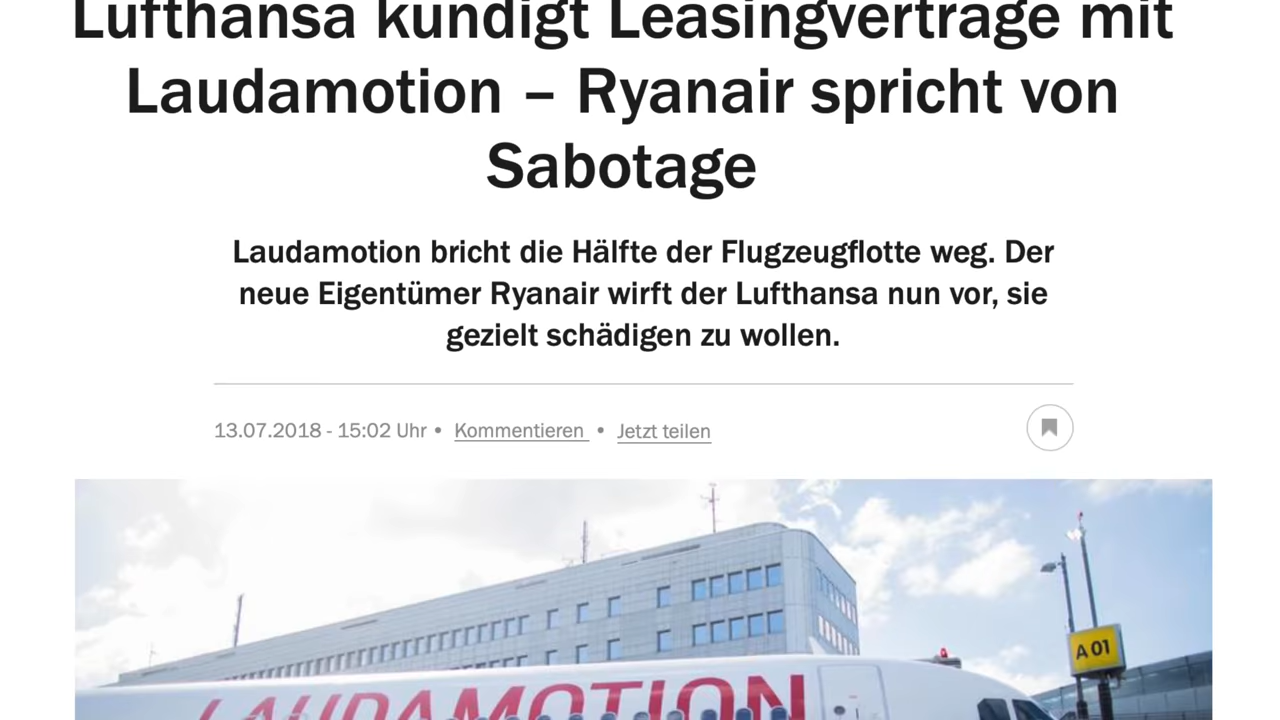 Lufthansa kündigt Leasingverträge mit
Laudamotion – Ryanair spricht von
Sabotage
Laudamotion bricht die Hälfte der Flugzeugflotte weg. Der
neue Eigentümer Ryanair wirft der Lufthansa nun vor, sie
gezielt schädigen zu wollen.
13.07.2018 - 15:02 Uhr • Kommentieren • Jetzt teilen
A 01
LAUDAMOTION